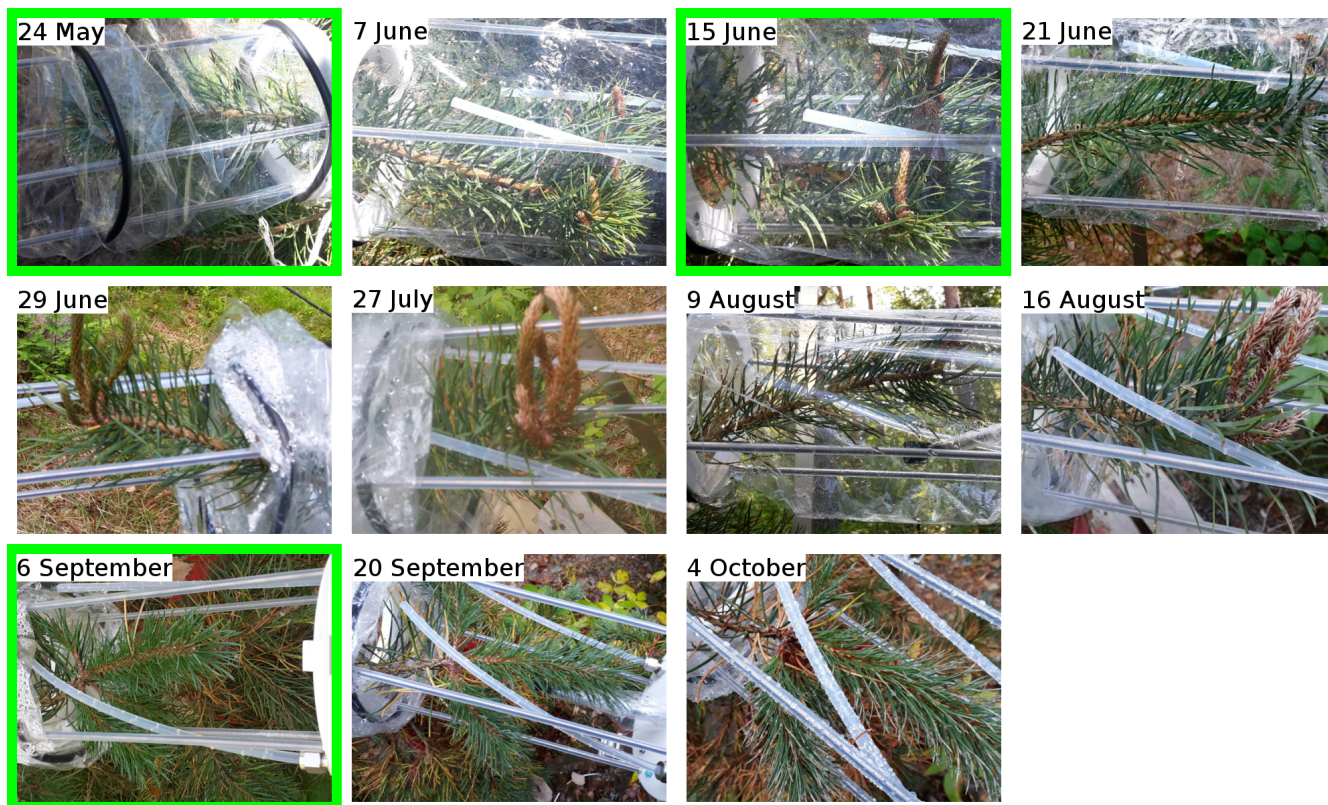 24 May
7 June
15 June
21 June
29 June
27 July
9 August
16 August
6 September
20 September
4 October